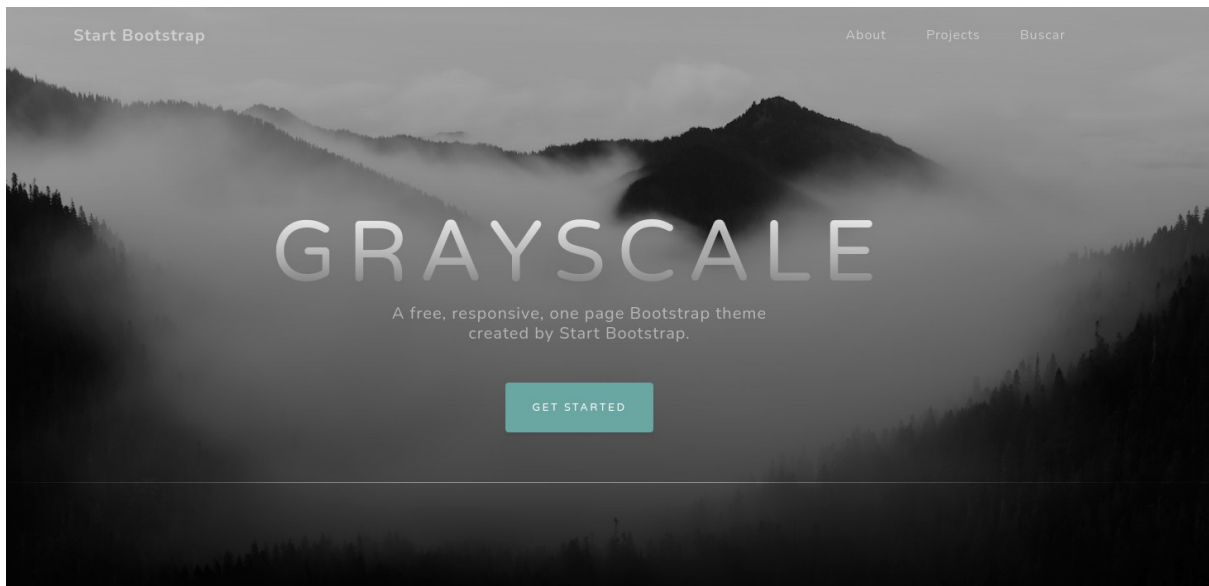 Start Bootstrap
About
Projects
Buscar
GRAYSCALE
A free, responsive, one page Bootstrap theme
created by Start Bootstrap.
GET STARTED